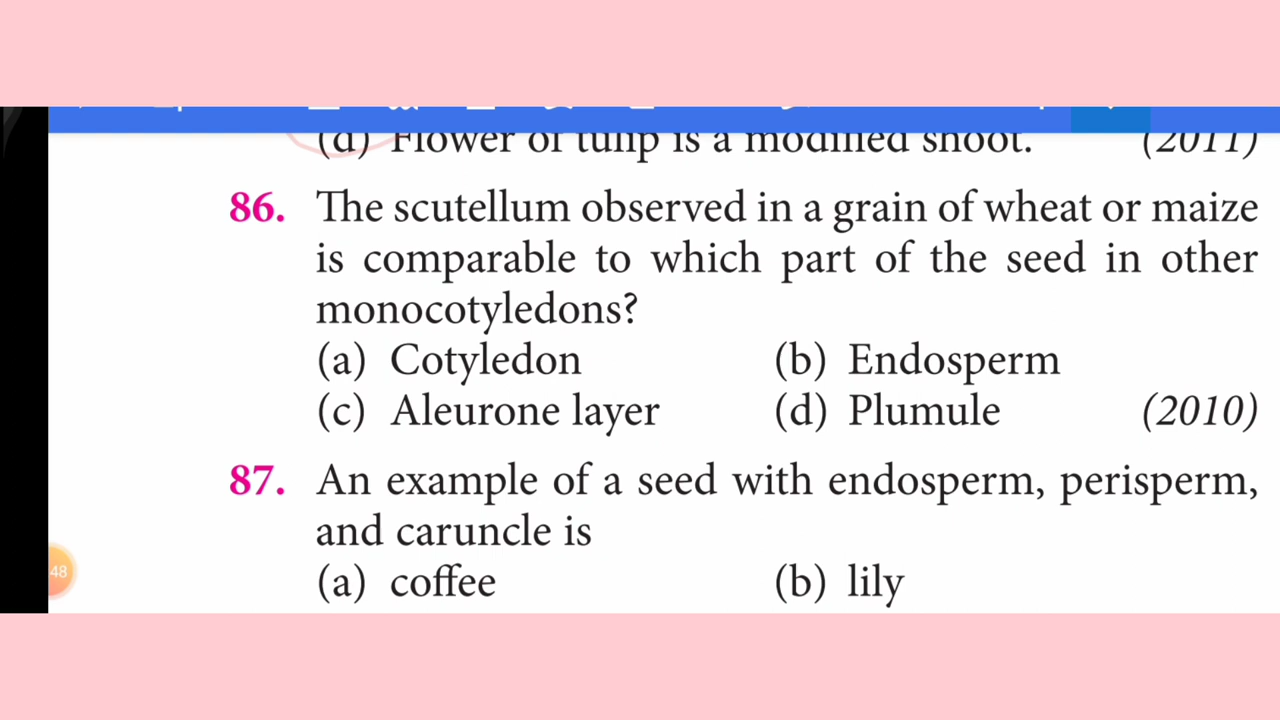 (d) Flower of tulip is a modified shoot. (2011)
86. The scutellum observed in a grain of wheat or maize
is comparable to which part of the seed in other
monocotyledons?
(a) Cotyledon (b) Endosperm
(c) Aleurone layer (d) Plumule (2010)
87. An example of a seed with endosperm, perisperm,
and caruncle is
(a) coffee (b) lily
48